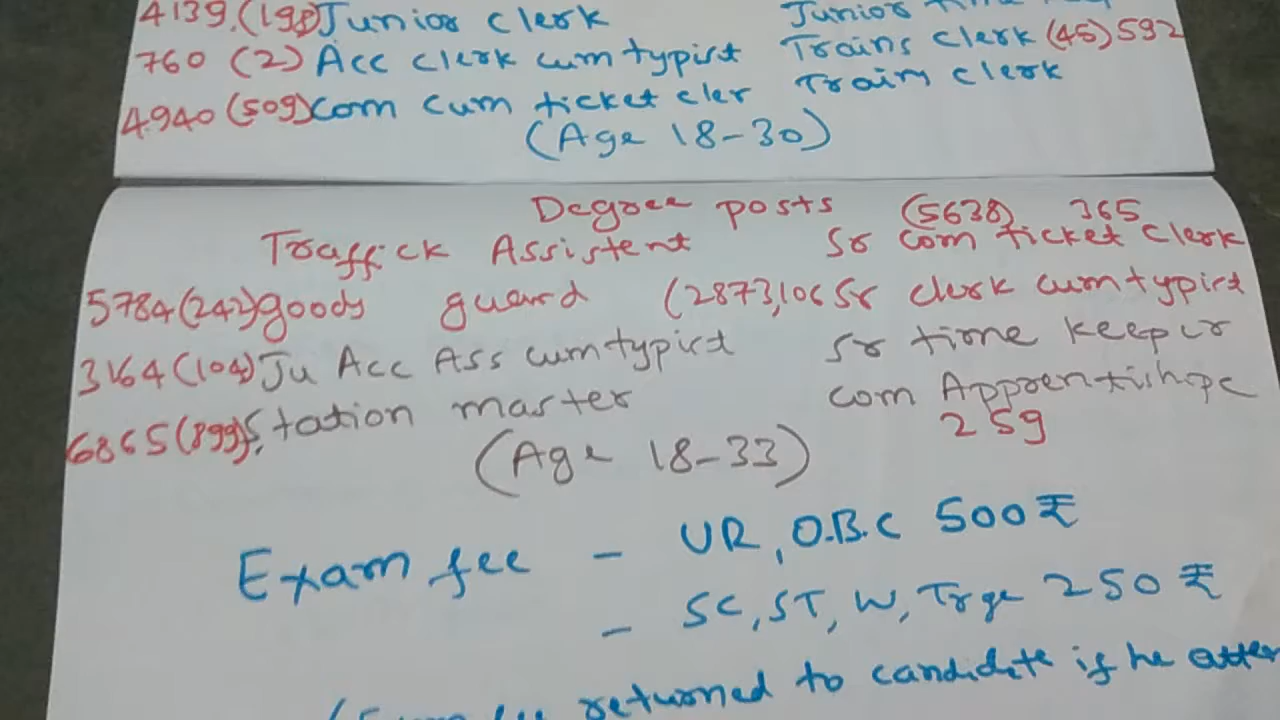 4139.(198)Junior clerk Junior
760 (2) Acc clerk cum typist Trains clerk (45) 592
4940 (509)com cum ticket cler Train clerk
(Age 18-30)
Degree posts (5638) 365
Traffick Assistent Sr com ticket clerk
5784(242)goods guard (2873,106 Sr clerk cum typist
3164(104)Ju Acc Ass cum typist Sr time keeper
6865(899)Station master com Apprentishipe
259
(Age 18-33)
Exam fee - UR, O.B.C 500₹
- SC, ST, W, Trge 250₹
returned to candidate if he atten